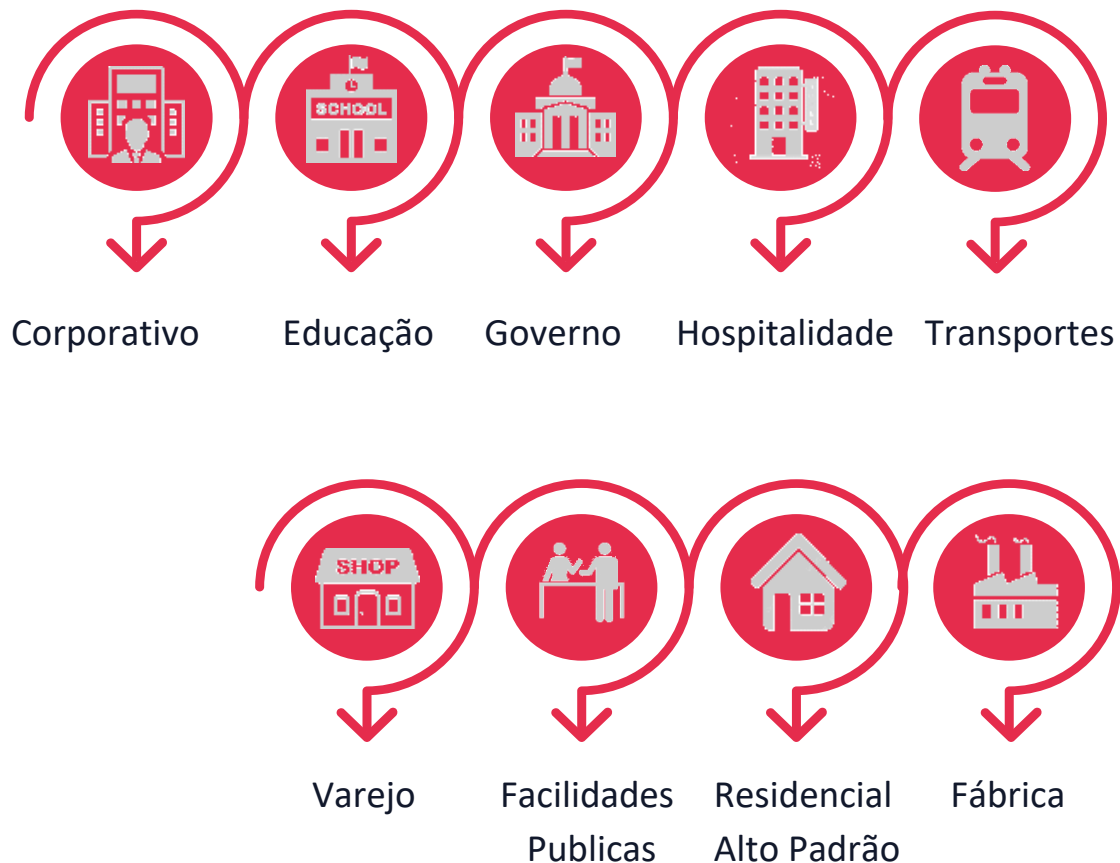 SCHOOL
Corporativo
Educação
Governo
Hospitalidade
Transportes
SHOP
Varejo
Facilidades
Publicas
Residencial
Alto Padrão
Fábrica